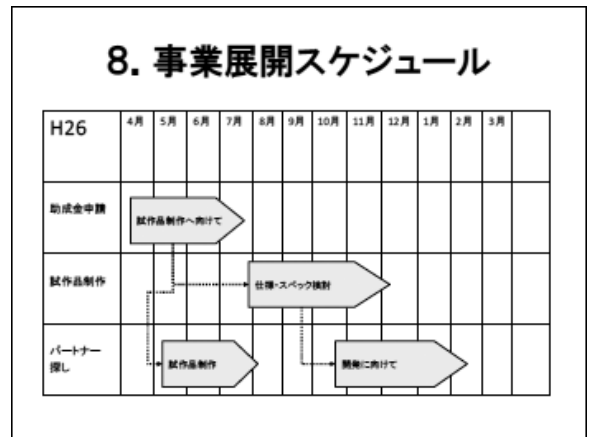 8. 事業展開スケジュール
H26 4月 5月 6月 7月 8月 9月 10月 11月 12月 1月 2月 3月
助成金申請
試作品制作へ向けて
試作品制作
仕様・スペック検討
パートナー
探し
試作品制作
開発に向けて